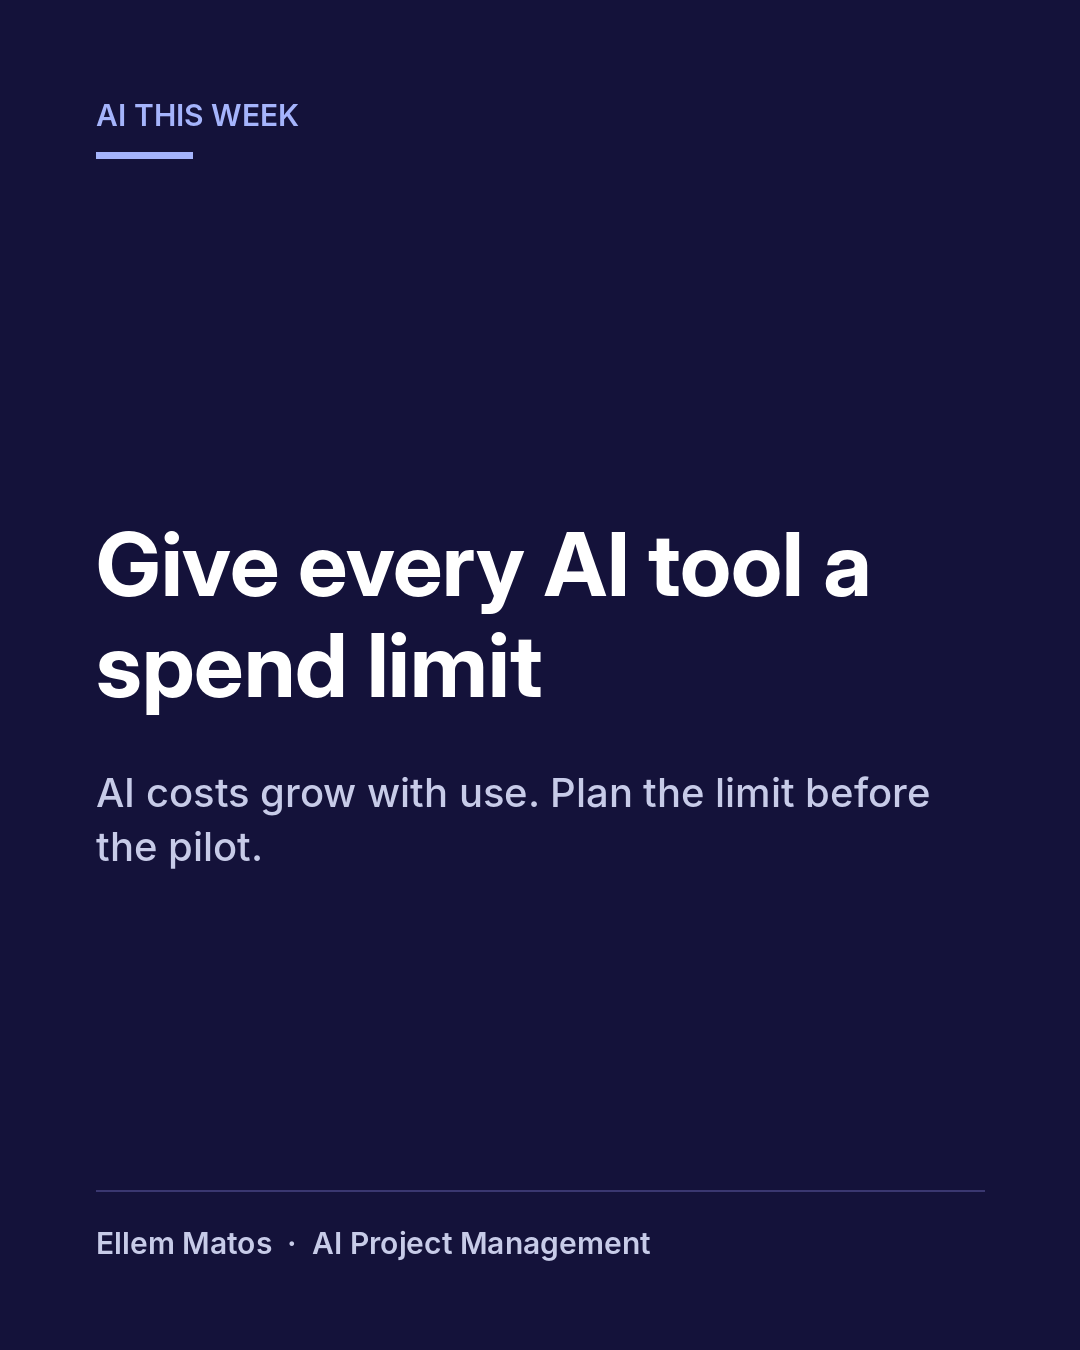 AI THIS WEEK
Give every AI tool a
spend limit
AI costs grow with use. Plan the limit before
the pilot.
Ellem Matos · AI Project Management